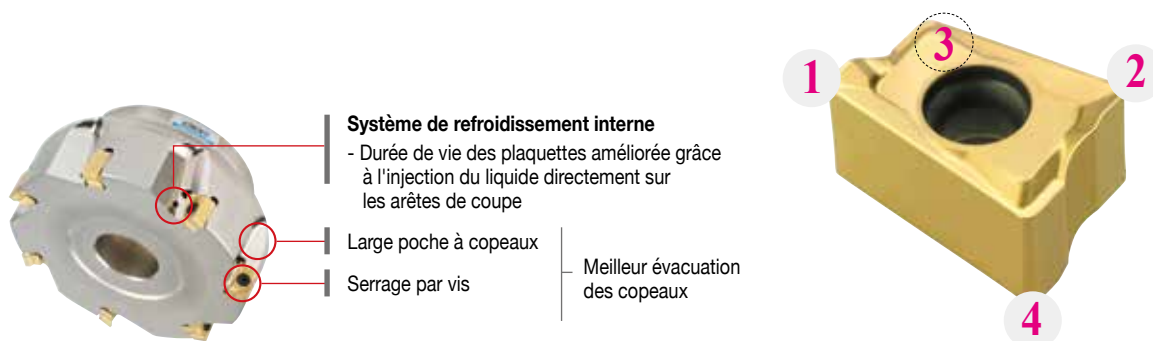 Système de refroidissement interne
- Durée de vie des plaquettes améliorée grâce
à l'injection du liquide directement sur
les arêtes de coupe
Large poche à copeaux
Serrage par vis
Meilleur évacuation
des copeaux
1
2
3
4